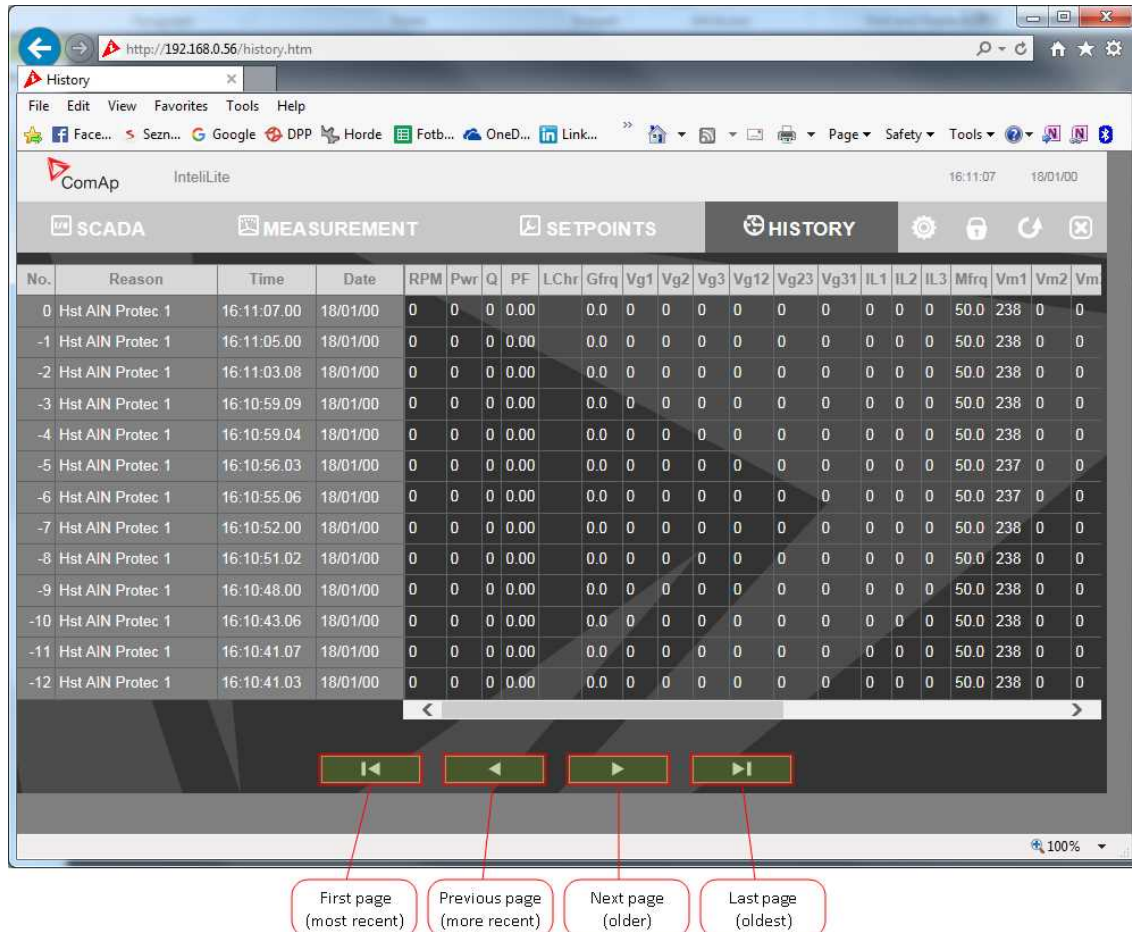 http://192.168.0.56/history.htm
History
File Edit View Favorites Tools Help
Face... Sezn... Google DPP Horde Fotb... OneD... Link... Page Safety Tools
ComAp InteliLite 16:11:07 18/01/00
SCADA MEASUREMENT SETPOINTS HISTORY
No. Reason Time Date RPM Pwr Q PF LChr Gfrq Vg1 Vg2 Vg3 Vg12 Vg23 Vg31 IL1 IL2 IL3 Mfrq Vm1 Vm2 Vm
0 Hst AIN Protec 1 16:11:07.00 18/01/00 0 0 0 0.00 0.0 0 0 0 0 0 0 0 0 0 50.0 238 0 0
-1 Hst AIN Protec 1 16:11:05.00 18/01/00 0 0 0 0.00 0.0 0 0 0 0 0 0 0 0 0 50.0 238 0 0
-2 Hst AIN Protec 1 16:11:03.08 18/01/00 0 0 0 0.00 0.0 0 0 0 0 0 0 0 0 0 50.0 238 0 0
-3 Hst AIN Protec 1 16:10:59.09 18/01/00 0 0 0 0.00 0.0 0 0 0 0 0 0 0 0 0 50.0 238 0 0
-4 Hst AIN Protec 1 16:10:59.04 18/01/00 0 0 0 0.00 0.0 0 0 0 0 0 0 0 0 0 50.0 238 0 0
-5 Hst AIN Protec 1 16:10:56.03 18/01/00 0 0 0 0.00 0.0 0 0 0 0 0 0 0 0 0 50.0 237 0 0
-6 Hst AIN Protec 1 16:10:55.06 18/01/00 0 0 0 0.00 0.0 0 0 0 0 0 0 0 0 0 50.0 237 0 0
-7 Hst AIN Protec 1 16:10:52.00 18/01/00 0 0 0 0.00 0.0 0 0 0 0 0 0 0 0 0 50.0 238 0 0
-8 Hst AIN Protec 1 16:10:51.02 18/01/00 0 0 0 0.00 0.0 0 0 0 0 0 0 0 0 0 50.0 238 0 0
-9 Hst AIN Protec 1 16:10:48.00 18/01/00 0 0 0 0.00 0.0 0 0 0 0 0 0 0 0 0 50.0 238 0 0
-10 Hst AIN Protec 1 16:10:43.06 18/01/00 0 0 0 0.00 0.0 0 0 0 0 0 0 0 0 0 50.0 238 0 0
-11 Hst AIN Protec 1 16:10:41.07 18/01/00 0 0 0 0.00 0.0 0 0 0 0 0 0 0 0 0 50.0 238 0 0
-12 Hst AIN Protec 1 16:10:41.03 18/01/00 0 0 0 0.00 0.0 0 0 0 0 0 0 0 0 0 50.0 238 0 0
100%
First page Previous page Next page Last page
(most recent) (more recent) (older) (oldest)